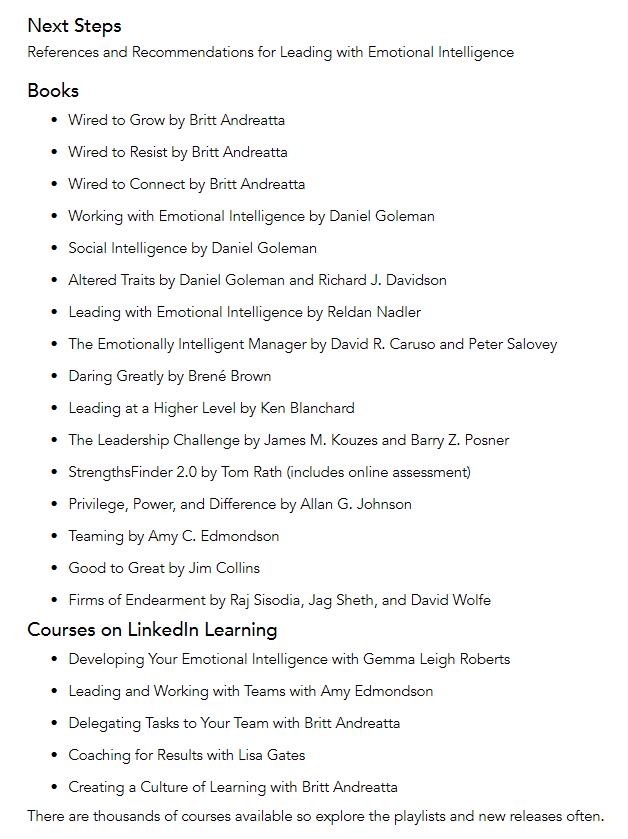 Next Steps
References and Recommendations for Leading with Emotional Intelligence
Books
• Wired to Grow by Britt Andreatta
• Wired to Resist by Britt Andreatta
• Wired to Connect by Britt Andreatta
• Working with Emotional Intelligence by Daniel Goleman
• Social Intelligence by Daniel Goleman
• Altered Traits by Daniel Goleman and Richard J. Davidson
• Leading with Emotional Intelligence by Reldan Nadler
• The Emotionally Intelligent Manager by David R. Caruso and Peter Salovey
• Daring Greatly by Brené Brown
• Leading at a Higher Level by Ken Blanchard
• The Leadership Challenge by James M. Kouzes and Barry Z. Posner
• StrengthsFinder 2.0 by Tom Rath (includes online assessment)
• Privilege, Power, and Difference by Allan G. Johnson
• Teaming by Amy C. Edmondson
• Good to Great by Jim Collins
• Firms of Endearment by Raj Sisodia, Jag Sheth, and David Wolfe
Courses on LinkedIn Learning
• Developing Your Emotional Intelligence with Gemma Leigh Roberts
• Leading and Working with Teams with Amy Edmondson
• Delegating Tasks to Your Team with Britt Andreatta
• Coaching for Results with Lisa Gates
• Creating a Culture of Learning with Britt Andreatta
There are thousands of courses available so explore the playlists and new releases often.